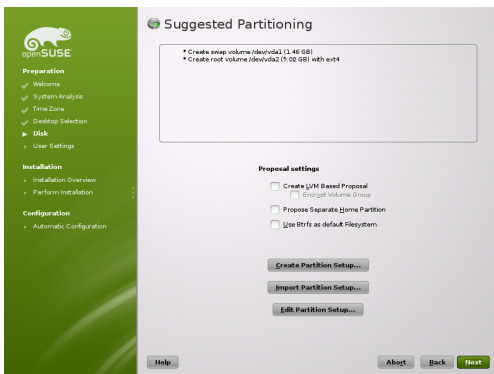 openSUSE
Preparation
Welcome
System Analysis
Time Zone
Desktop Selection
Disk
User Settings
Installation
Installation Overview
Perform Installation
Configuration
Automatic Configuration
Suggested Partitioning
* Create swap volume /dev/vda1 (1.46 GB)
* Create root volume /dev/vda2 (5.02 GB) with ext4
Proposal settings
Create LVM Based Proposal
Encrypt Volume Group
Propose Separate Home Partition
Use Btrfs as default Filesystem
Create Partition Setup...
Import Partition Setup...
Edit Partition Setup...
Help
Abort
Back
Next